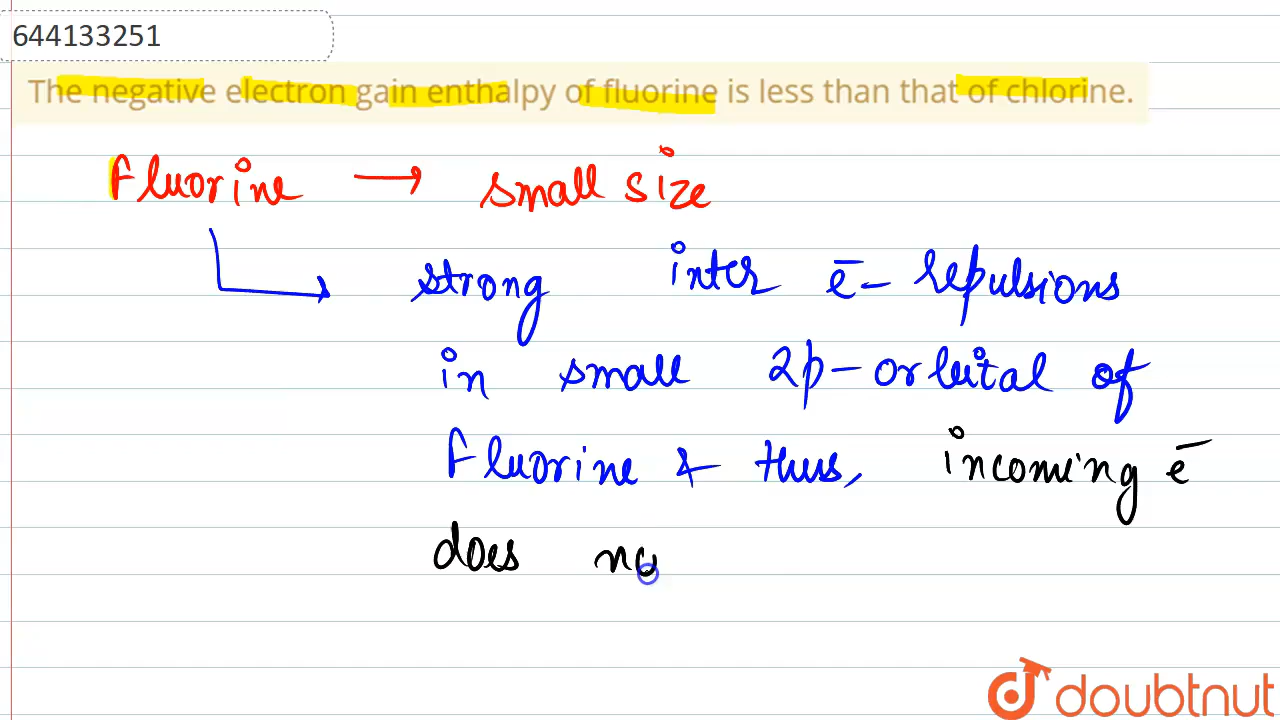 644133251
The negative electron gain enthalpy of fluorine is less than that of chlorine.
Fluorine → small size
strong inter e̅ - repulsions
in small 2p-orbital of
Fluorine & thus, incoming e̅
does no
doubtnut